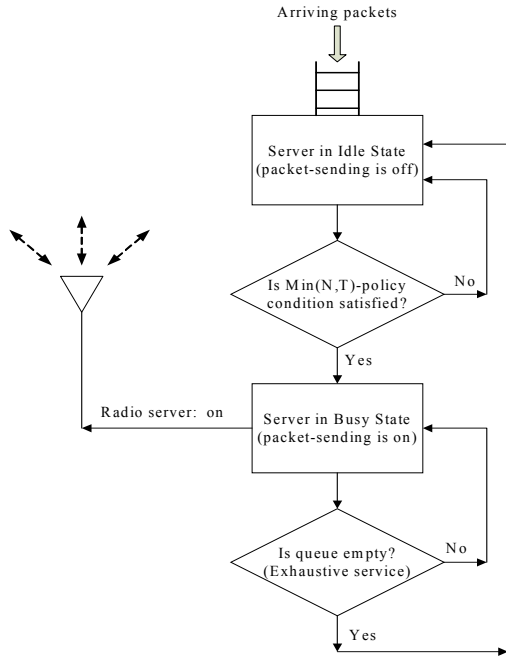 Arriving packets
Server in Idle State
(packet-sending is off)
Is Min(N,T)-policy
condition satisfied?
No
Yes
Radio server: on
Server in Busy State
(packet-sending is on)
Is queue empty?
(Exhaustive service)
No
Yes